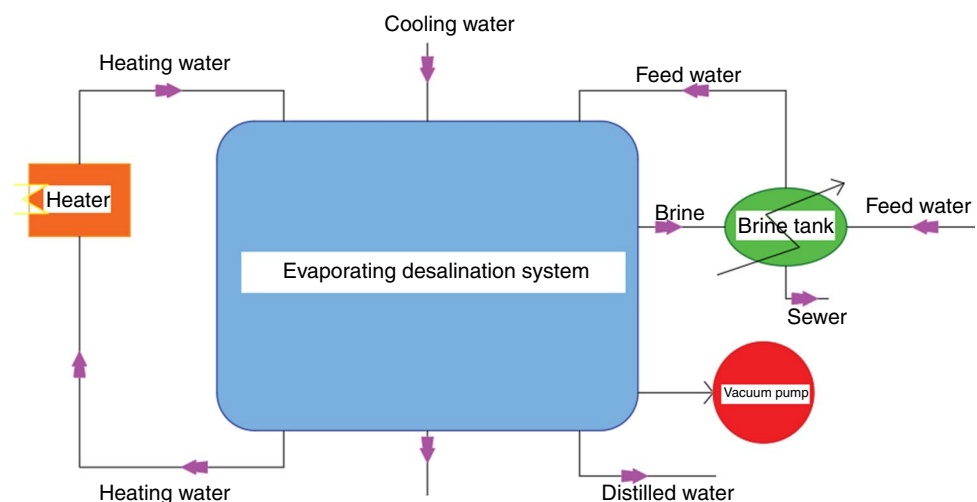 Cooling water
Heating water
Feed water
Heater
Brine
Brine tank
Feed water
Evaporating desalination system
Sewer
Vacuum pump
Heating water
Distilled water